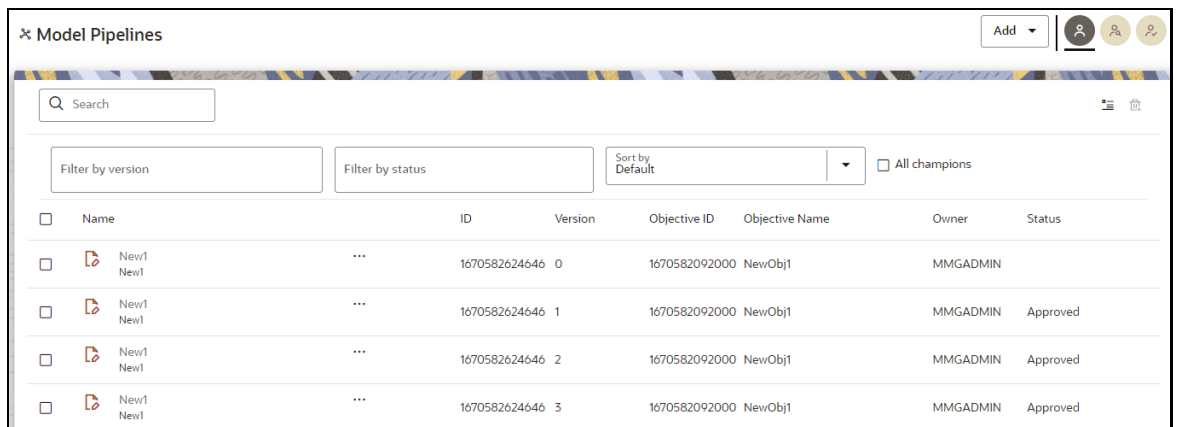 Model Pipelines
Add
Search
Filter by version
Filter by status
Sort by
Default
All champions
Name ID Version Objective ID Objective Name Owner Status
New1
New1
... 1670582624646 0 1670582092000 NewObj1 MMGADMIN
New1
New1
... 1670582624646 1 1670582092000 NewObj1 MMGADMIN Approved
New1
New1
... 1670582624646 2 1670582092000 NewObj1 MMGADMIN Approved
New1
New1
... 1670582624646 3 1670582092000 NewObj1 MMGADMIN Approved